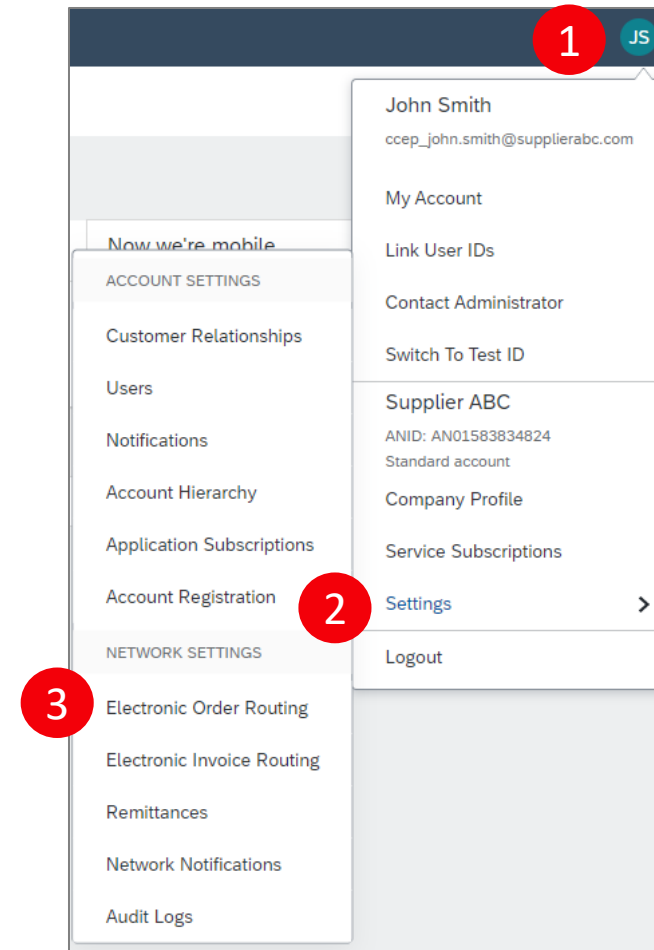 1
JS
John Smith
ccep_john.smith@supplierabc.com
My Account
Link User IDs
Contact Administrator
Switch To Test ID
Supplier ABC
ANID: AN01583834824
Standard account
Company Profile
Service Subscriptions
2
Settings
Logout
Now we're mobile
ACCOUNT SETTINGS
Customer Relationships
Users
Notifications
Account Hierarchy
Application Subscriptions
Account Registration
NETWORK SETTINGS
3
Electronic Order Routing
Electronic Invoice Routing
Remittances
Network Notifications
Audit Logs